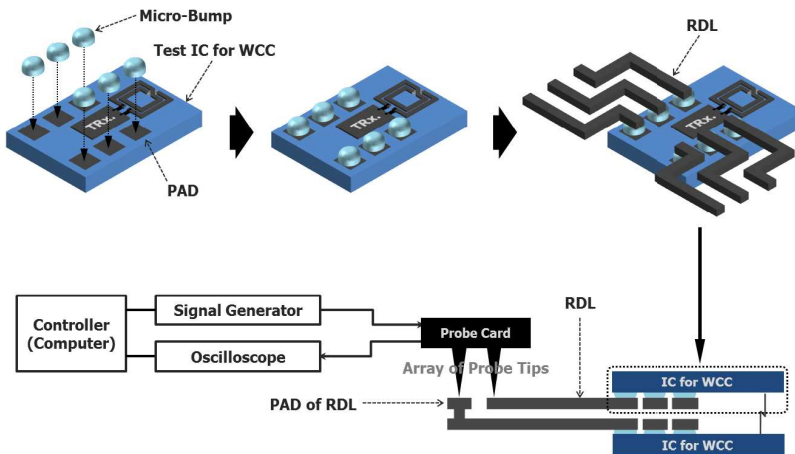 Micro-Bump
Test IC for WCC
TRx.
PAD
TRx.
RDL
TRx.
Controller
(Computer)
Signal Generator
Oscilloscope
Probe Card
Array of Probe Tips
PAD of RDL
RDL
IC for WCC
IC for WCC